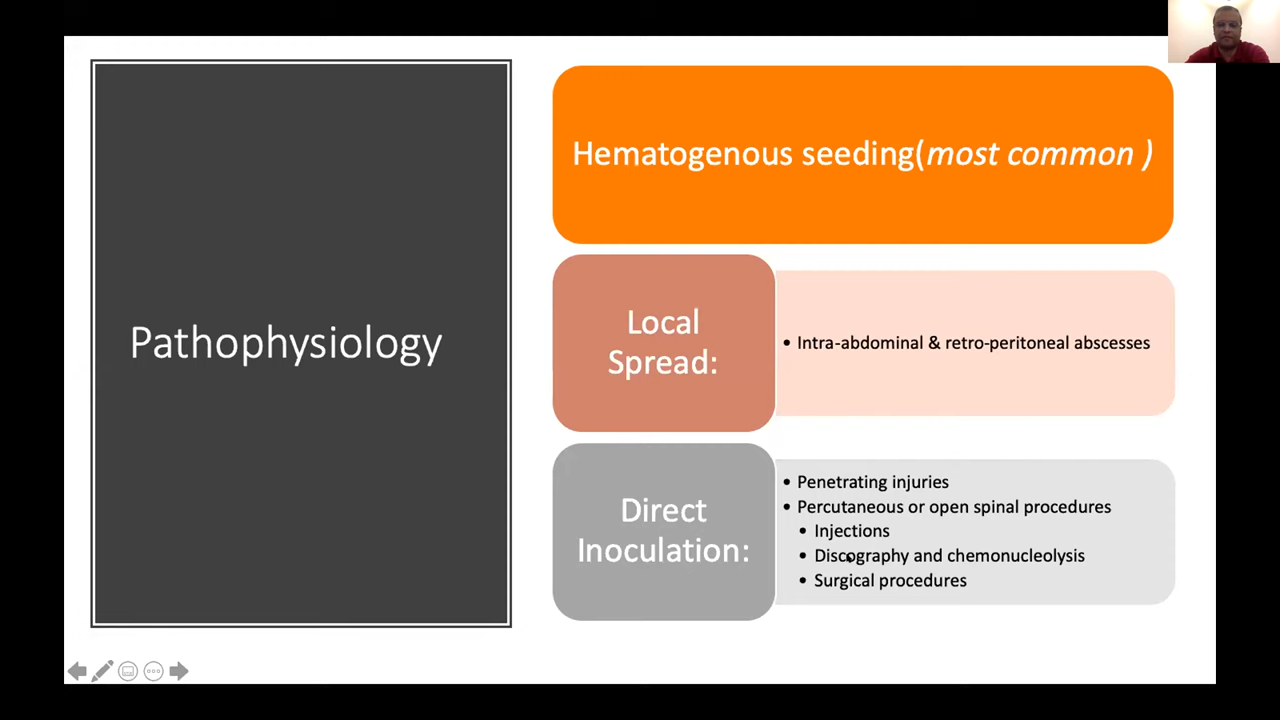 Pathophysiology
Hematogenous seeding(most common )
Local
Spread:
• Intra-abdominal & retro-peritoneal abscesses
Direct
Inoculation:
• Penetrating injuries
• Percutaneous or open spinal procedures
• Injections
• Discography and chemonucleolysis
• Surgical procedures